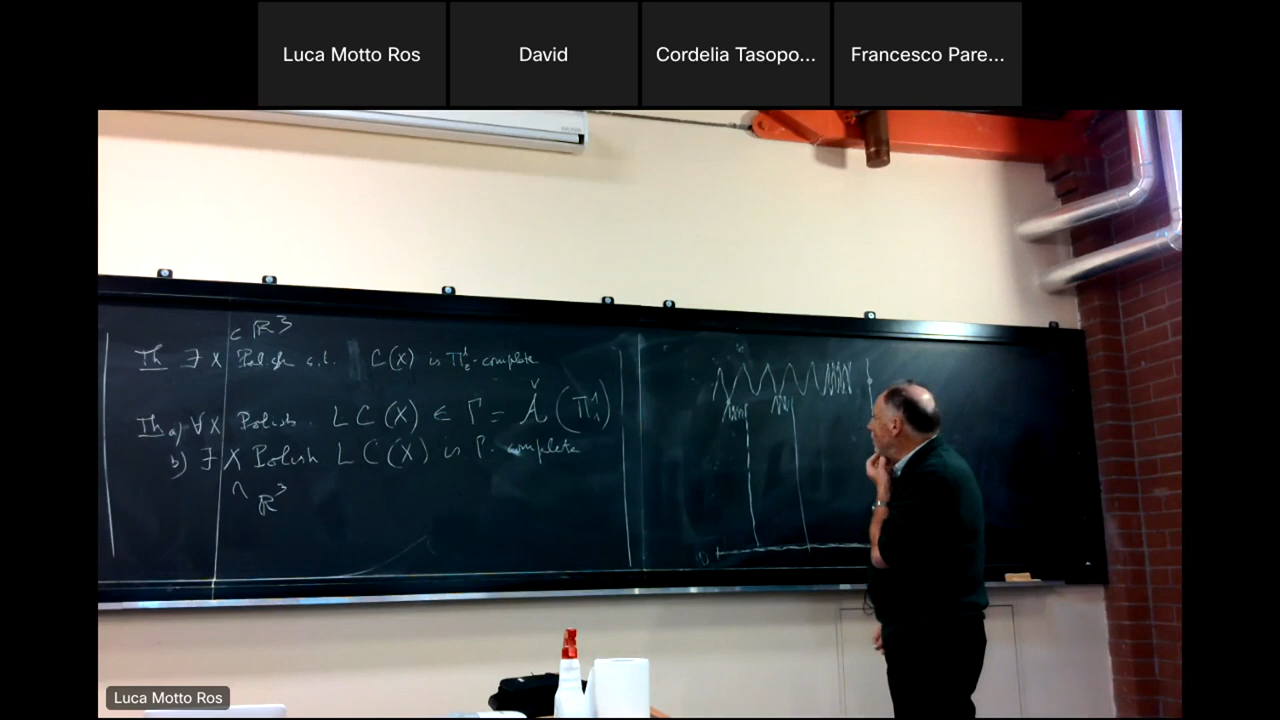 Luca Motto Ros
David
Cordelia Tasopo...
Francesco Pare...
⊂ ℝ³
Th ∃ X Polish s.t. C(X) is Π¹₂-complete
Th a) ∀ X Polish LC(X) ∈ Γ = Ǎ(Π¹₁)
b) ∃ X Polish LC(X) is Γ-complete
∩ ℝ³
0
Luca Motto Ros